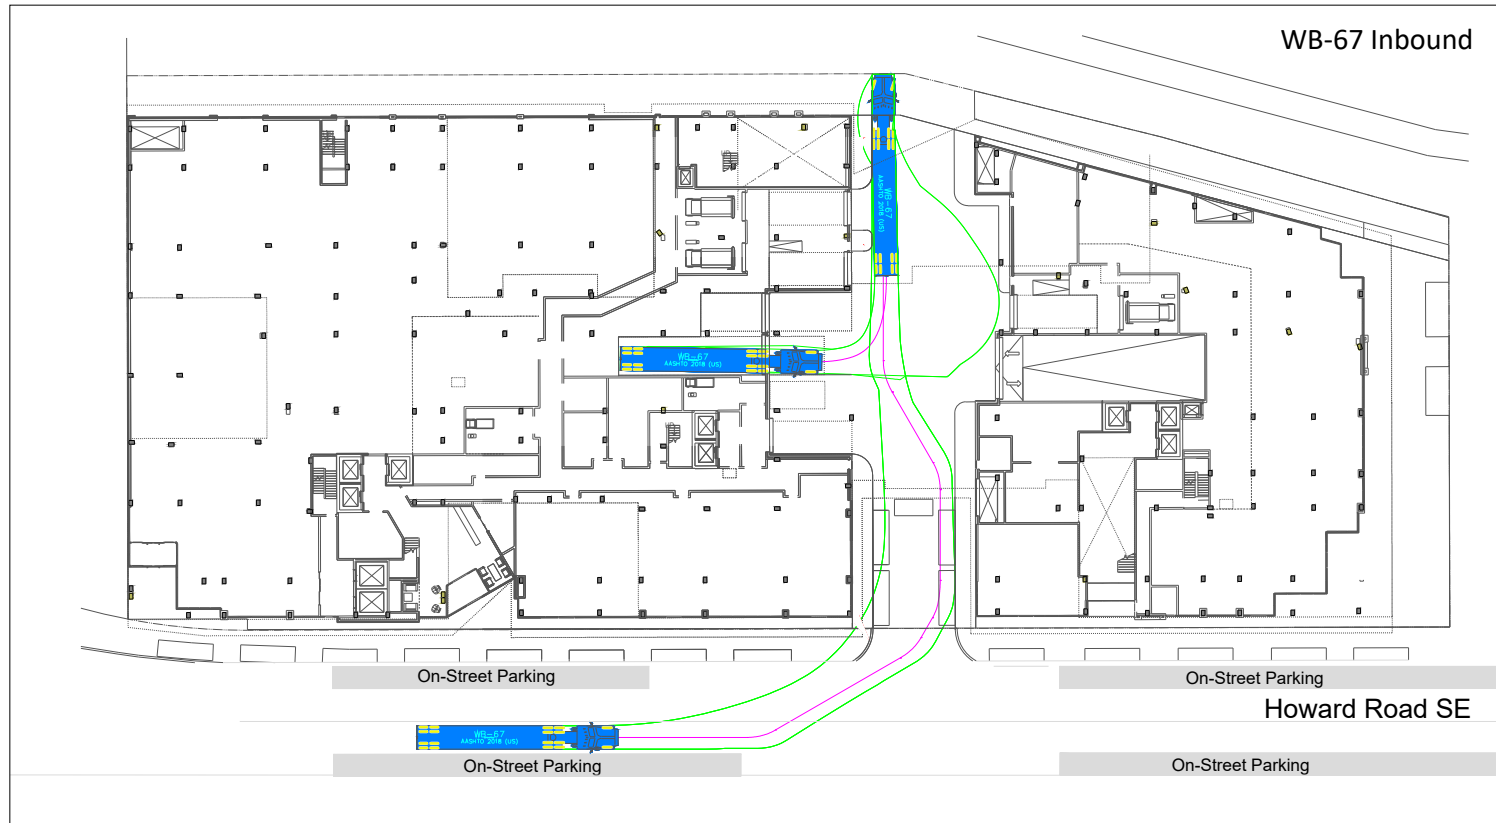 WB-67 Inbound
WB-67
AASHTO 2018 (US)
WB-67
AASHTO 2018 (US)
On-Street Parking
On-Street Parking
Howard Road SE
WB-67
AASHTO 2018 (US)
On-Street Parking
On-Street Parking